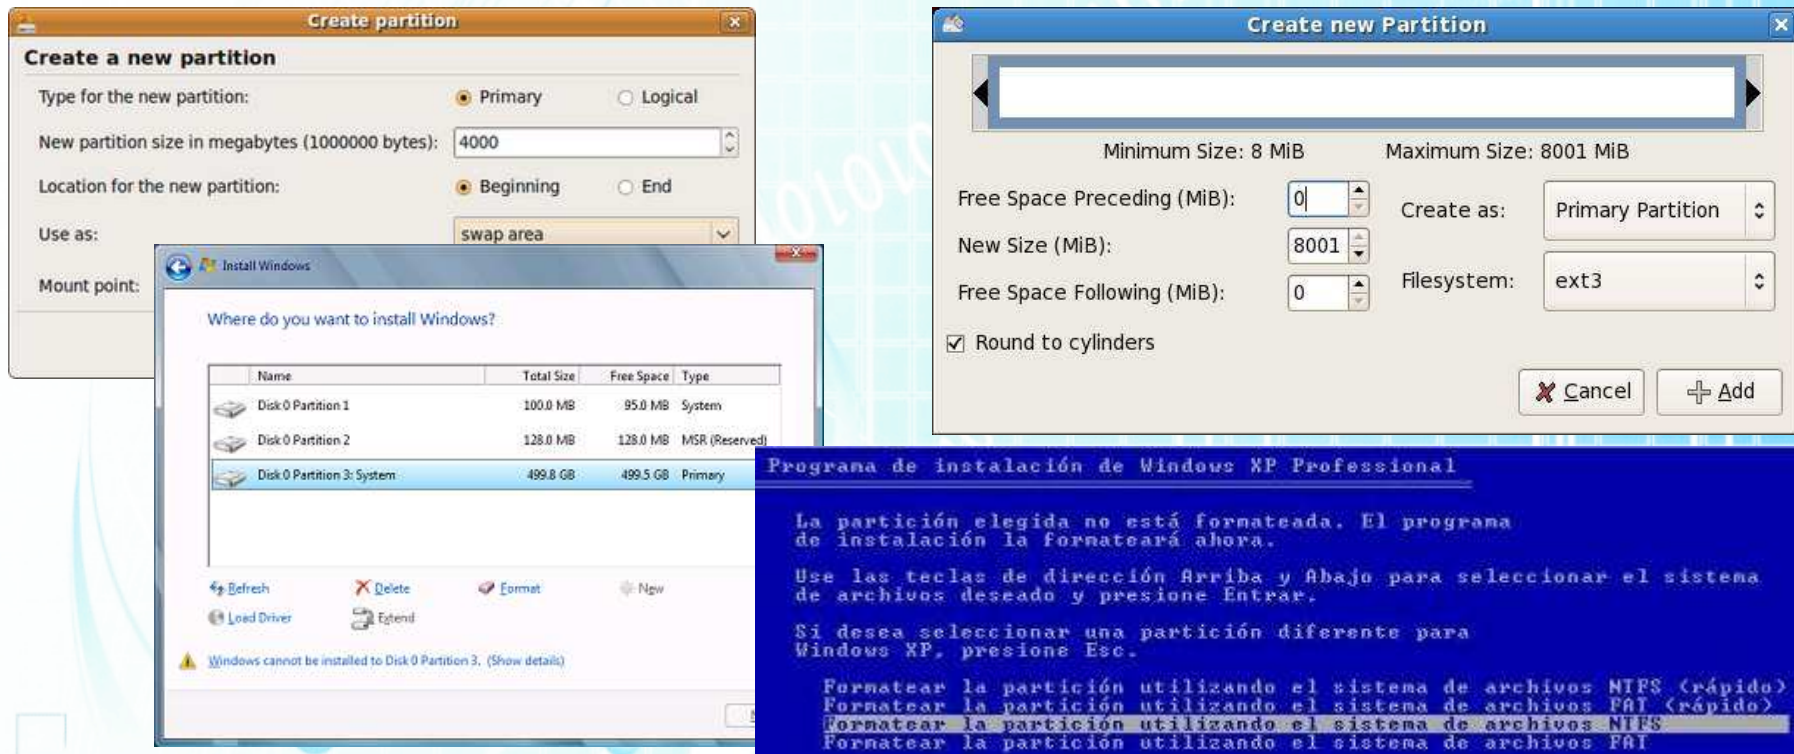 Create partition
Create a new partition
Type for the new partition: Primary Logical
New partition size in megabytes (1000000 bytes): 4000
Location for the new partition: Beginning End
Use as: swap area
Mount point:
Create new Partition
Minimum Size: 8 MiB Maximum Size: 8001 MiB
Free Space Preceding (MiB): 0 Create as: Primary Partition
New Size (MiB): 8001
Free Space Following (MiB): 0 Filesystem: ext3
Round to cylinders
Cancel Add
Install Windows
Where do you want to install Windows?
Name Total Size Free Space Type
Disk 0 Partition 1 100.0 MB 95.0 MB System
Disk 0 Partition 2 128.0 MB 128.0 MB MSR (Reserved)
Disk 0 Partition 3: System 499.8 GB 499.5 GB Primary
Refresh Delete Format New
Load Driver Extend
Windows cannot be installed to Disk 0 Partition 3. (Show details)
Programa de instalación de Windows XP Professional
La partición elegida no está formateada. El programa
de instalación la formateará ahora.
Use las teclas de dirección Arriba y Abajo para seleccionar el sistema
de archivos deseado y presione Entrar.
Si desea seleccionar una partición diferente para
Windows XP, presione Esc.
Formatear la partición utilizando el sistema de archivos NTFS (rápido)
Formatear la partición utilizando el sistema de archivos FAT (rápido)
Formatear la partición utilizando el sistema de archivos NTFS
Formatear la partición utilizando el sistema de archivos FAT